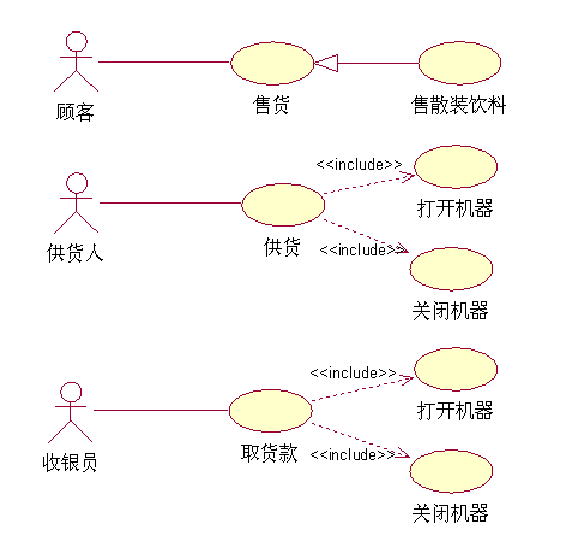 顾客
售货
售散装饮料
<<include>>
打开机器
供货人
供货
<<include>>
关闭机器
<<include>>
打开机器
收银员
取货款
<<include>>
关闭机器